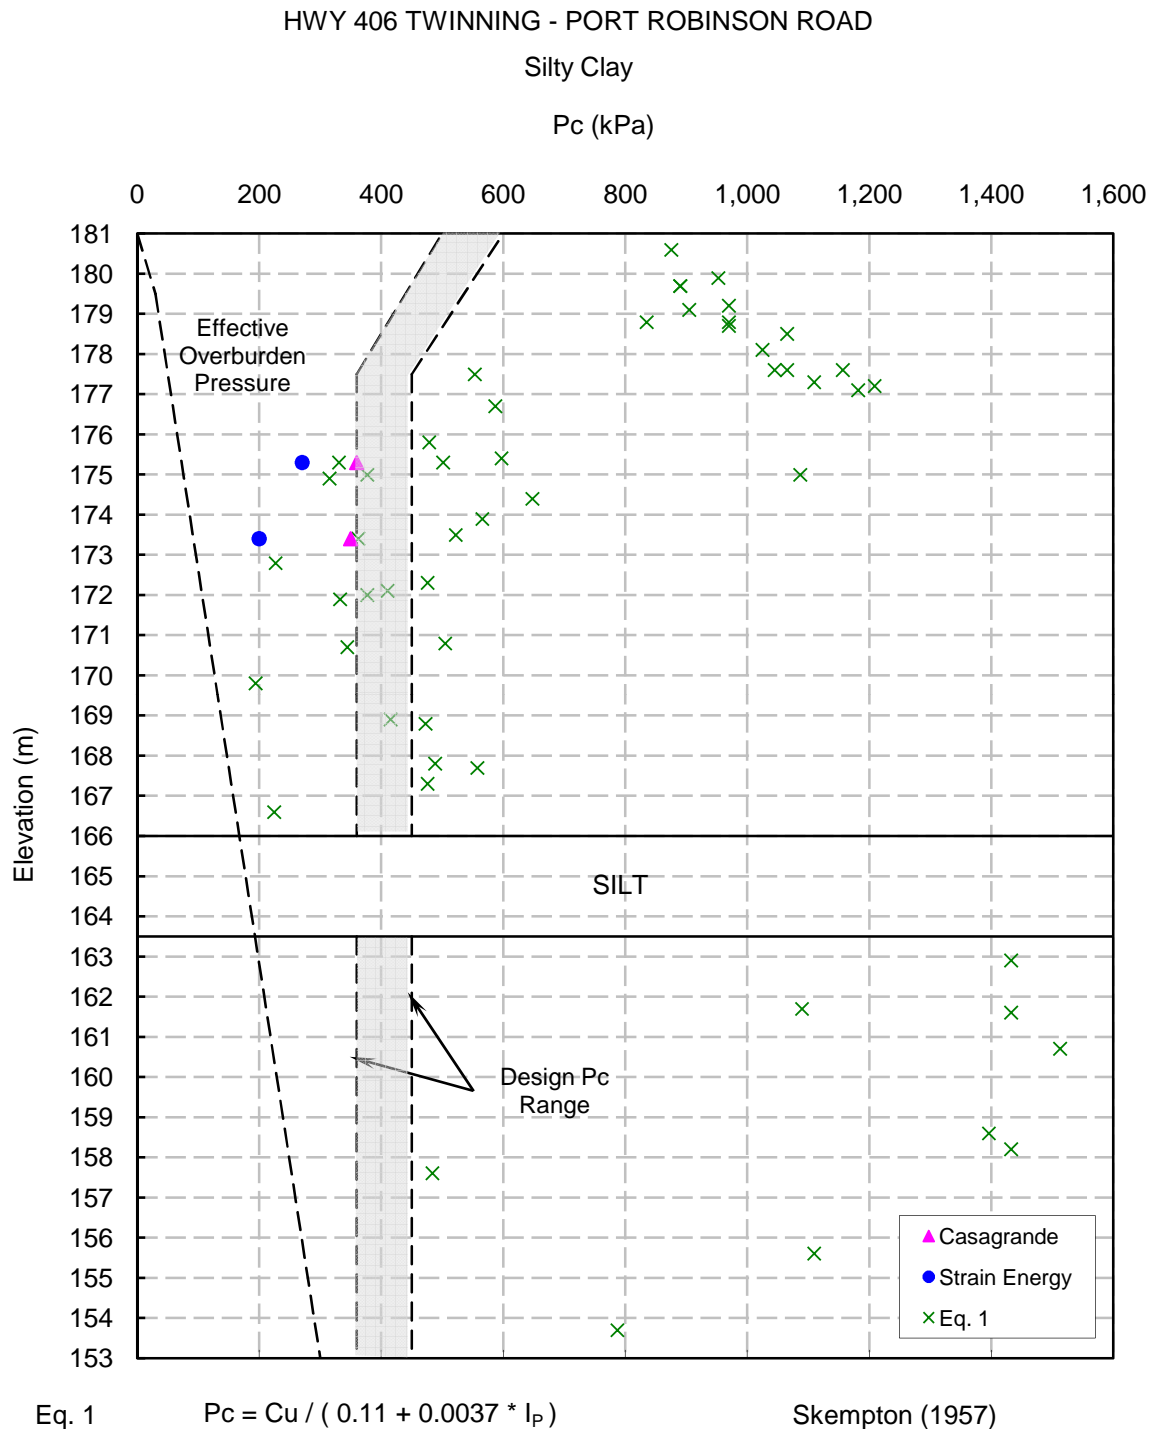 HWY 406 TWINNING - PORT ROBINSON ROAD
Silty Clay
Pc (kPa)
0 200 400 600 800 1,000 1,200 1,400 1,600
181
180
179
178
177
176
175
174
173
172
171
170
169
168
167
166
165
164
163
162
161
160
159
158
157
156
155
154
153
Elevation (m)
Effective
Overburden
Pressure
SILT
Design Pc
Range
Casagrande
Strain Energy
Eq. 1
Eq. 1 Pc = Cu / ( 0.11 + 0.0037 * IP ) Skempton (1957)